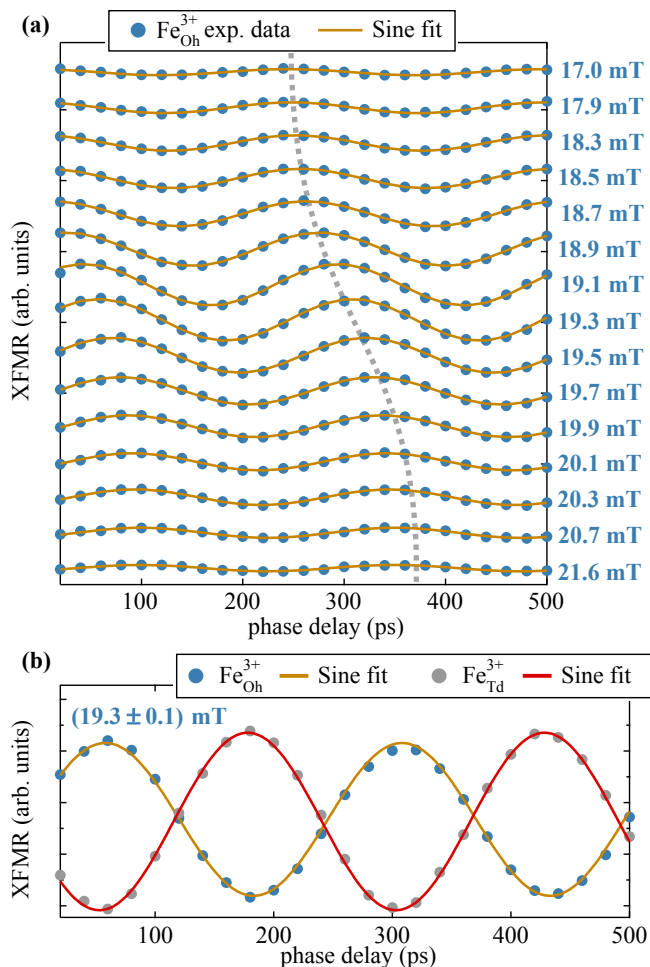 (a)
Fe³⁺Oh exp. data
Sine fit
17.0 mT
17.9 mT
18.3 mT
18.5 mT
18.7 mT
18.9 mT
19.1 mT
19.3 mT
19.5 mT
19.7 mT
19.9 mT
20.1 mT
20.3 mT
20.7 mT
21.6 mT
XFMR (arb. units)
100 200 300 400 500
phase delay (ps)
(b)
Fe³⁺Oh Sine fit Fe³⁺Td Sine fit
(19.3 ± 0.1) mT
XFMR (arb. units)
100 200 300 400 500
phase delay (ps)